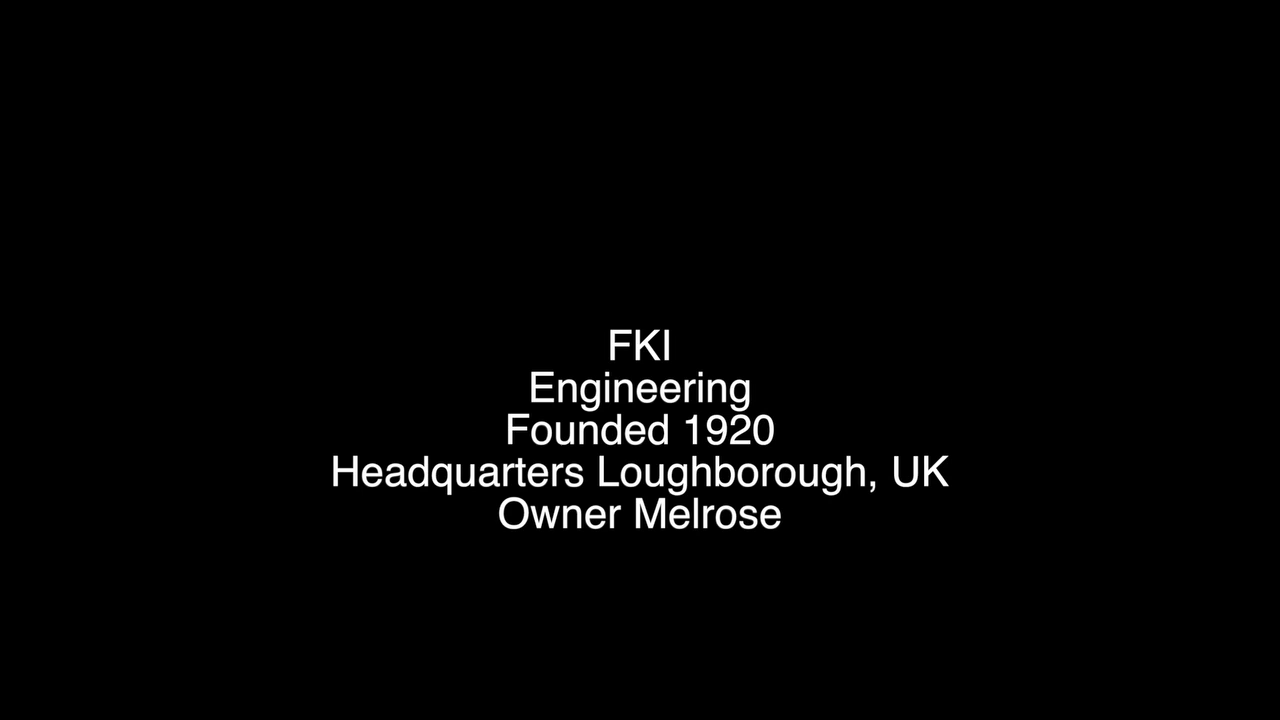 FKI
Engineering
Founded 1920
Headquarters Loughborough, UK
Owner Melrose